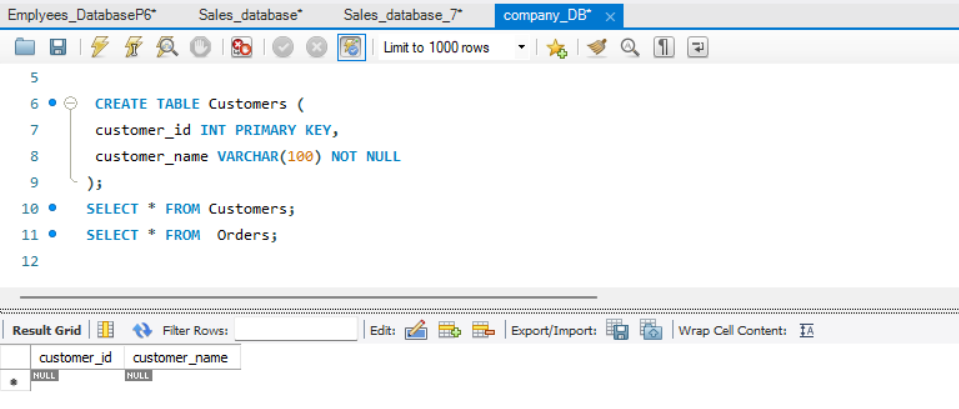 Emplyees_DatabaseP6* Sales_database* Sales_database_7* company_DB*
Limit to 1000 rows
5
6 CREATE TABLE Customers (
7 customer_id INT PRIMARY KEY,
8 customer_name VARCHAR(100) NOT NULL
9 );
10 SELECT * FROM Customers;
11 SELECT * FROM Orders;
12
Result Grid Filter Rows: Edit: Export/Import: Wrap Cell Content:
customer_id customer_name
* NULL NULL